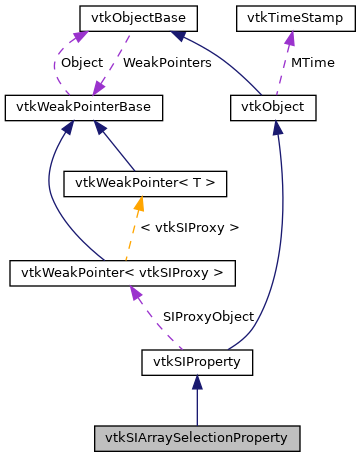 vtkObjectBase
vtkTimeStamp
Object
WeakPointers
MTime
vtkWeakPointerBase
vtkObject
vtkWeakPointer< T >
< vtkSIProxy >
vtkWeakPointer< vtkSIProxy >
SIProxyObject
vtkSIProperty
vtkSIArraySelectionProperty